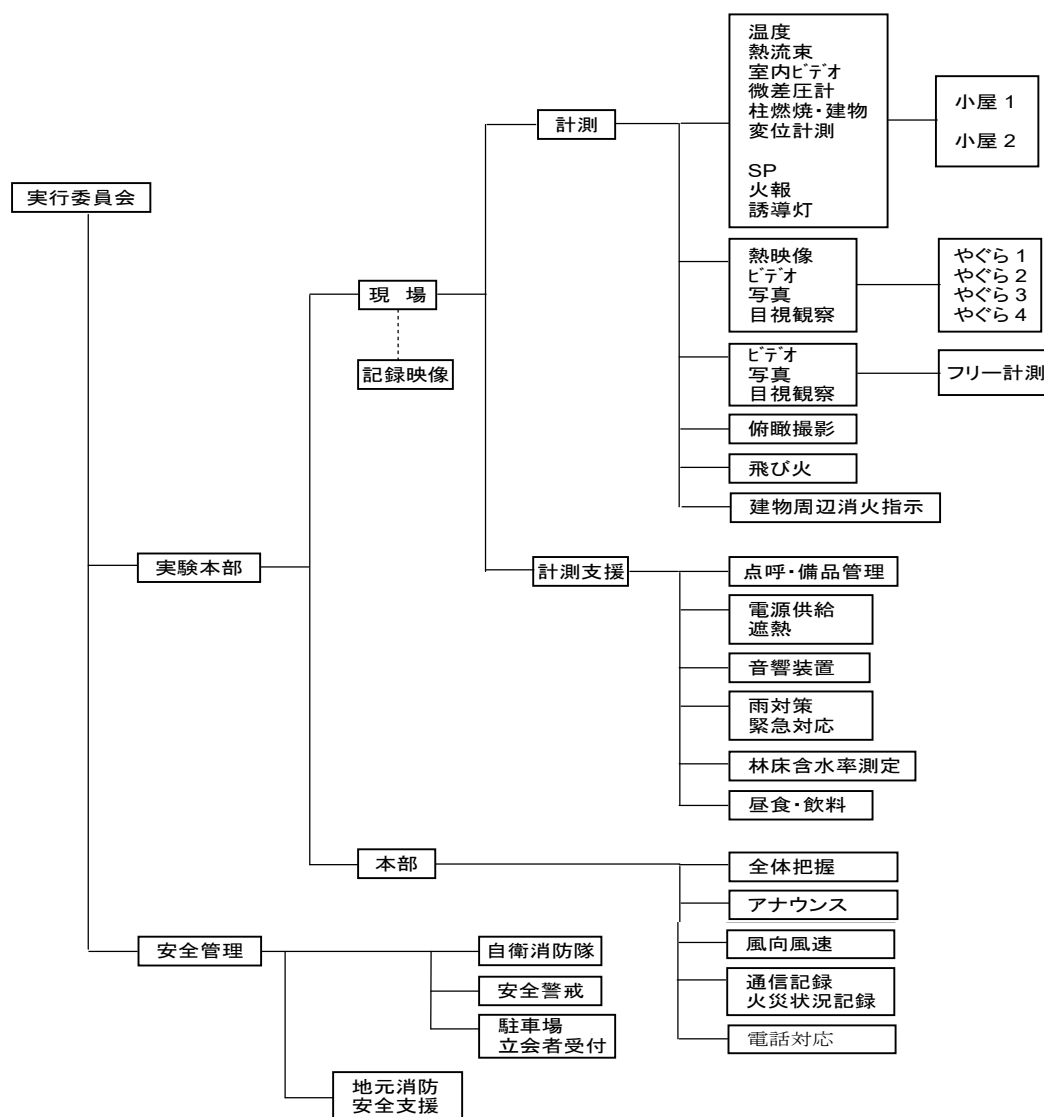 実行委員会
実験本部
安全管理
現　場
記録映像
本部
計測
計測支援
温度
熱流束
室内ﾋﾞﾃﾞｵ
微差圧計
柱燃焼・建物
変位計測
SP
火報
誘導灯
小屋１
小屋２
熱映像
ﾋﾞﾃﾞｵ
写真
目視観察
やぐら１
やぐら２
やぐら３
やぐら４
ﾋﾞﾃﾞｵ
写真
目視観察
フリー計測
俯瞰撮影
飛び火
建物周辺消火指示
点呼・備品管理
電源供給
遮熱
音響装置
雨対策
緊急対応
林床含水率測定
昼食・飲料
全体把握
アナウンス
風向風速
通信記録
火災状況記録
電話対応
自衛消防隊
安全警戒
駐車場
立会者受付
地元消防
安全支援